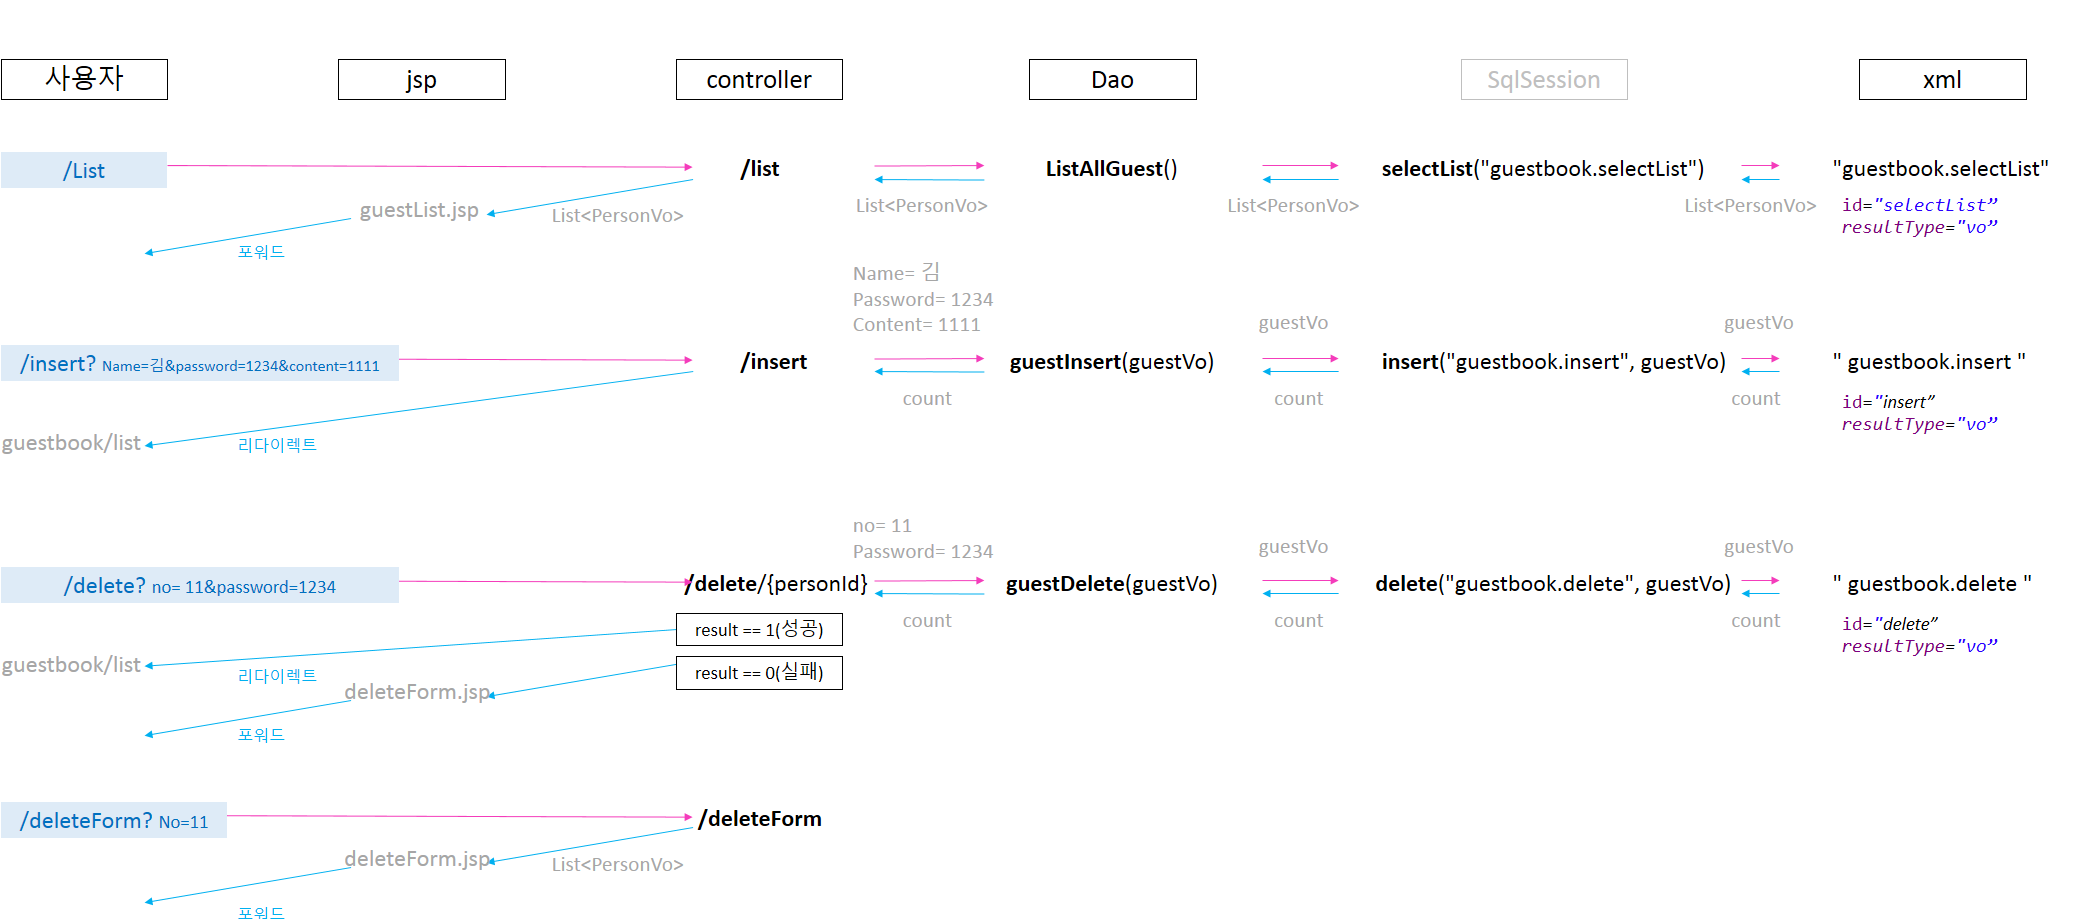 사용자 jsp controller Dao SqlSession xml
/List /list ListAllGuest() selectList("guestbook.selectList") "guestbook.selectList"
guestList.jsp List<PersonVo> List<PersonVo> List<PersonVo> List<PersonVo> id="selectList”
resultType="vo”
포워드
Name= 김
Password= 1234
Content= 1111 guestVo guestVo
/insert? Name=김&password=1234&content=1111 /insert guestInsert(guestVo) insert("guestbook.insert", guestVo) " guestbook.insert "
count count count id="insert”
resultType="vo”
guestbook/list 리다이렉트
no= 11
Password= 1234 guestVo guestVo
/delete? no= 11&password=1234 /delete/{personId} guestDelete(guestVo) delete("guestbook.delete", guestVo) " guestbook.delete "
result == 1(성공) count count count id="delete”
resultType="vo”
guestbook/list 리다이렉트 result == 0(실패)
deleteForm.jsp
포워드
/deleteForm? No=11 /deleteForm
deleteForm.jsp List<PersonVo>
포워드